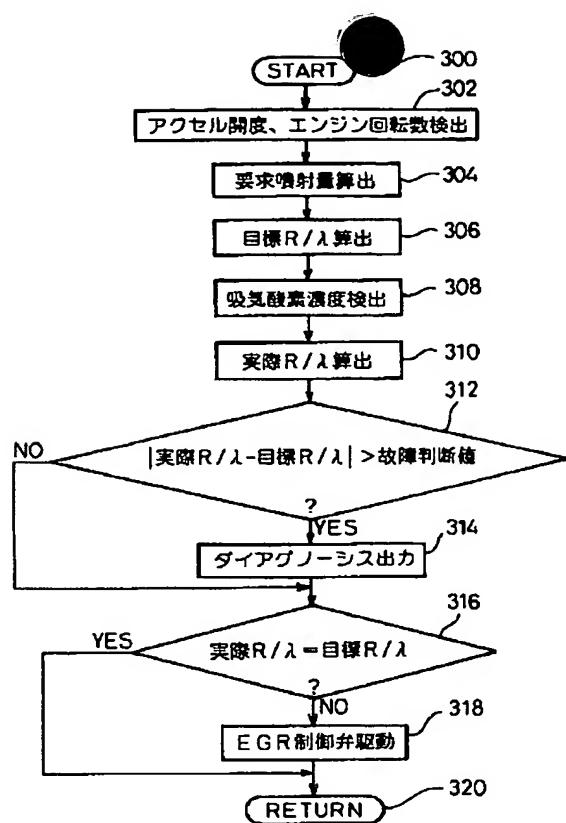 START
300
302
アクセル開度、エンジン回転数検出
要求噴射量算出
304
目標R/λ算出
306
吸気酸素濃度検出
308
実際R/λ算出
310
312
NO
|実際R/λ-目標R/λ|>故障判断値
?
YES
ダイアグノーシス出力
314
316
YES
実際R/λ=目標R/λ
?
NO
EGR制御弁駆動
318
RETURN
320